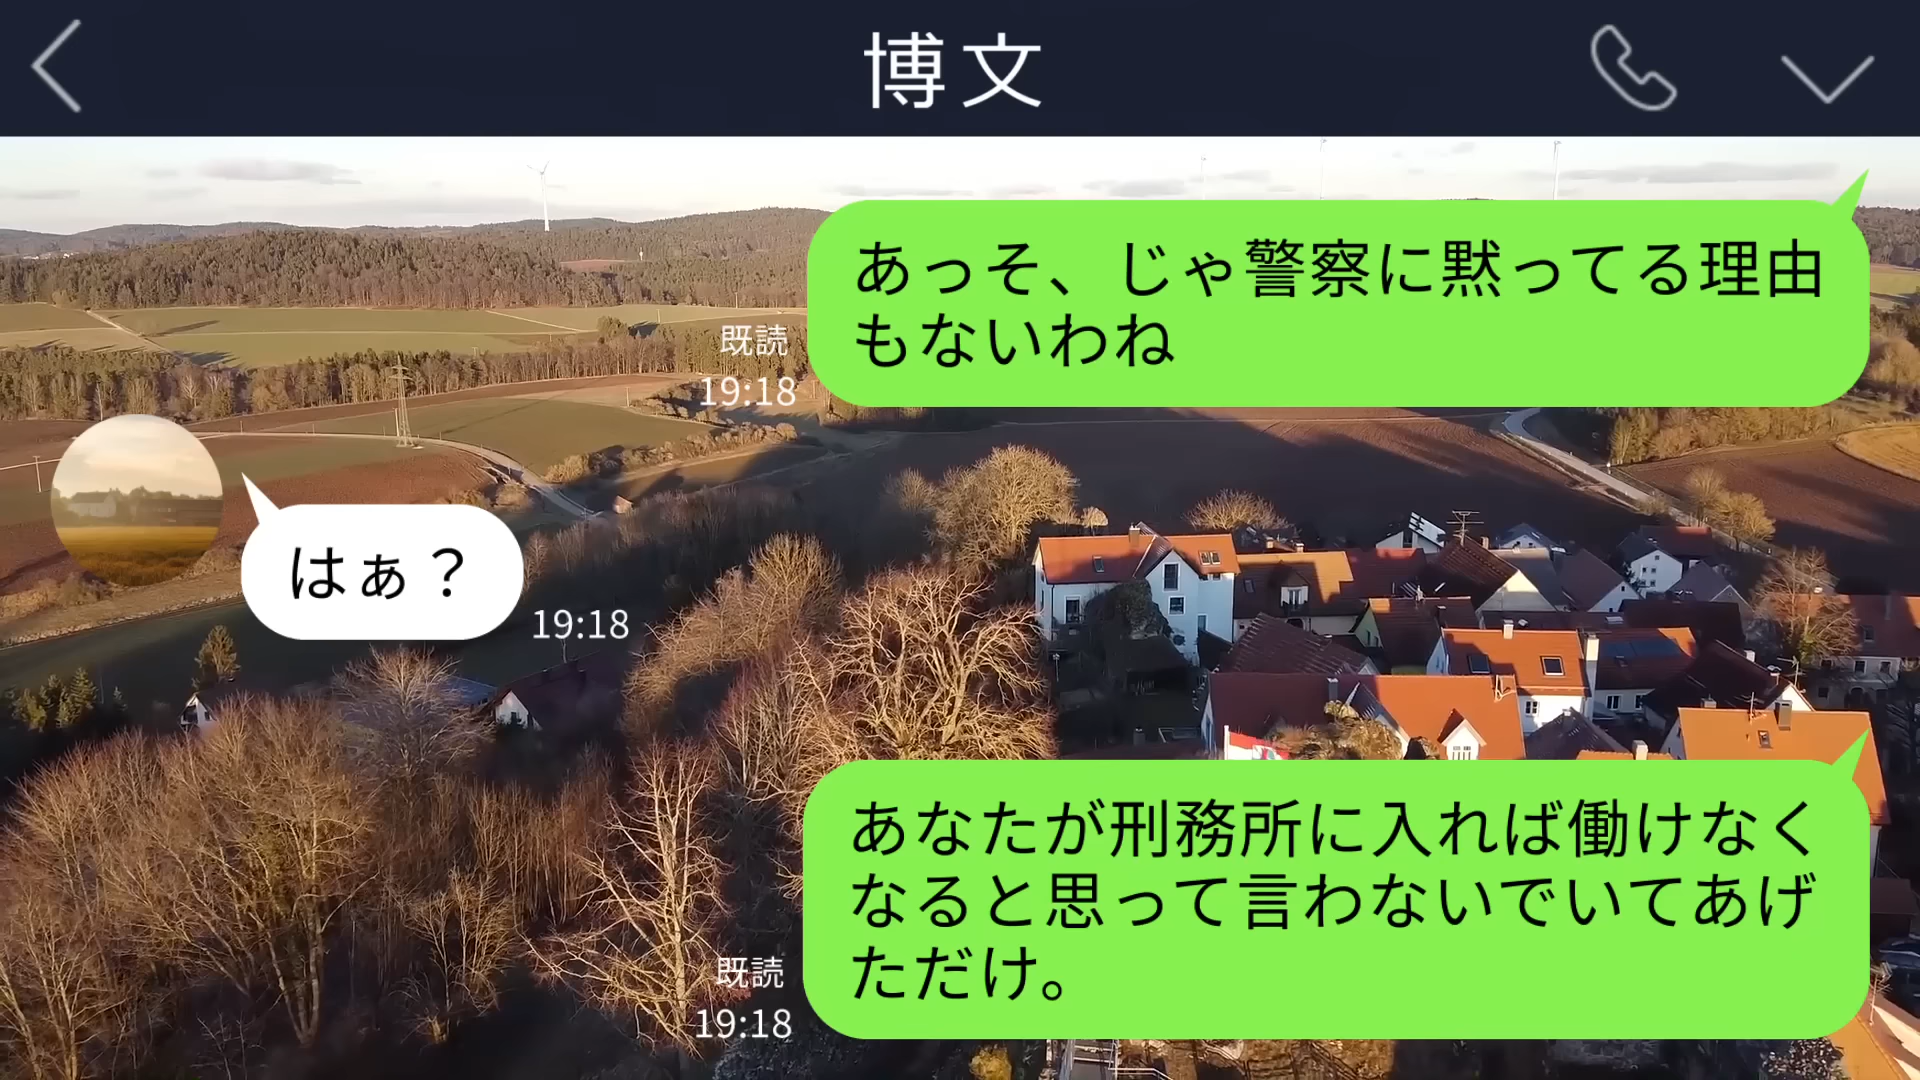 博文
あっそ、じゃ警察に黙ってる理由
もないわね
既読
19:18
はぁ？
19:18
あなたが刑務所に入れば働けなく
なると思って言わないでいてあげ
ただけ。
既読
19:18